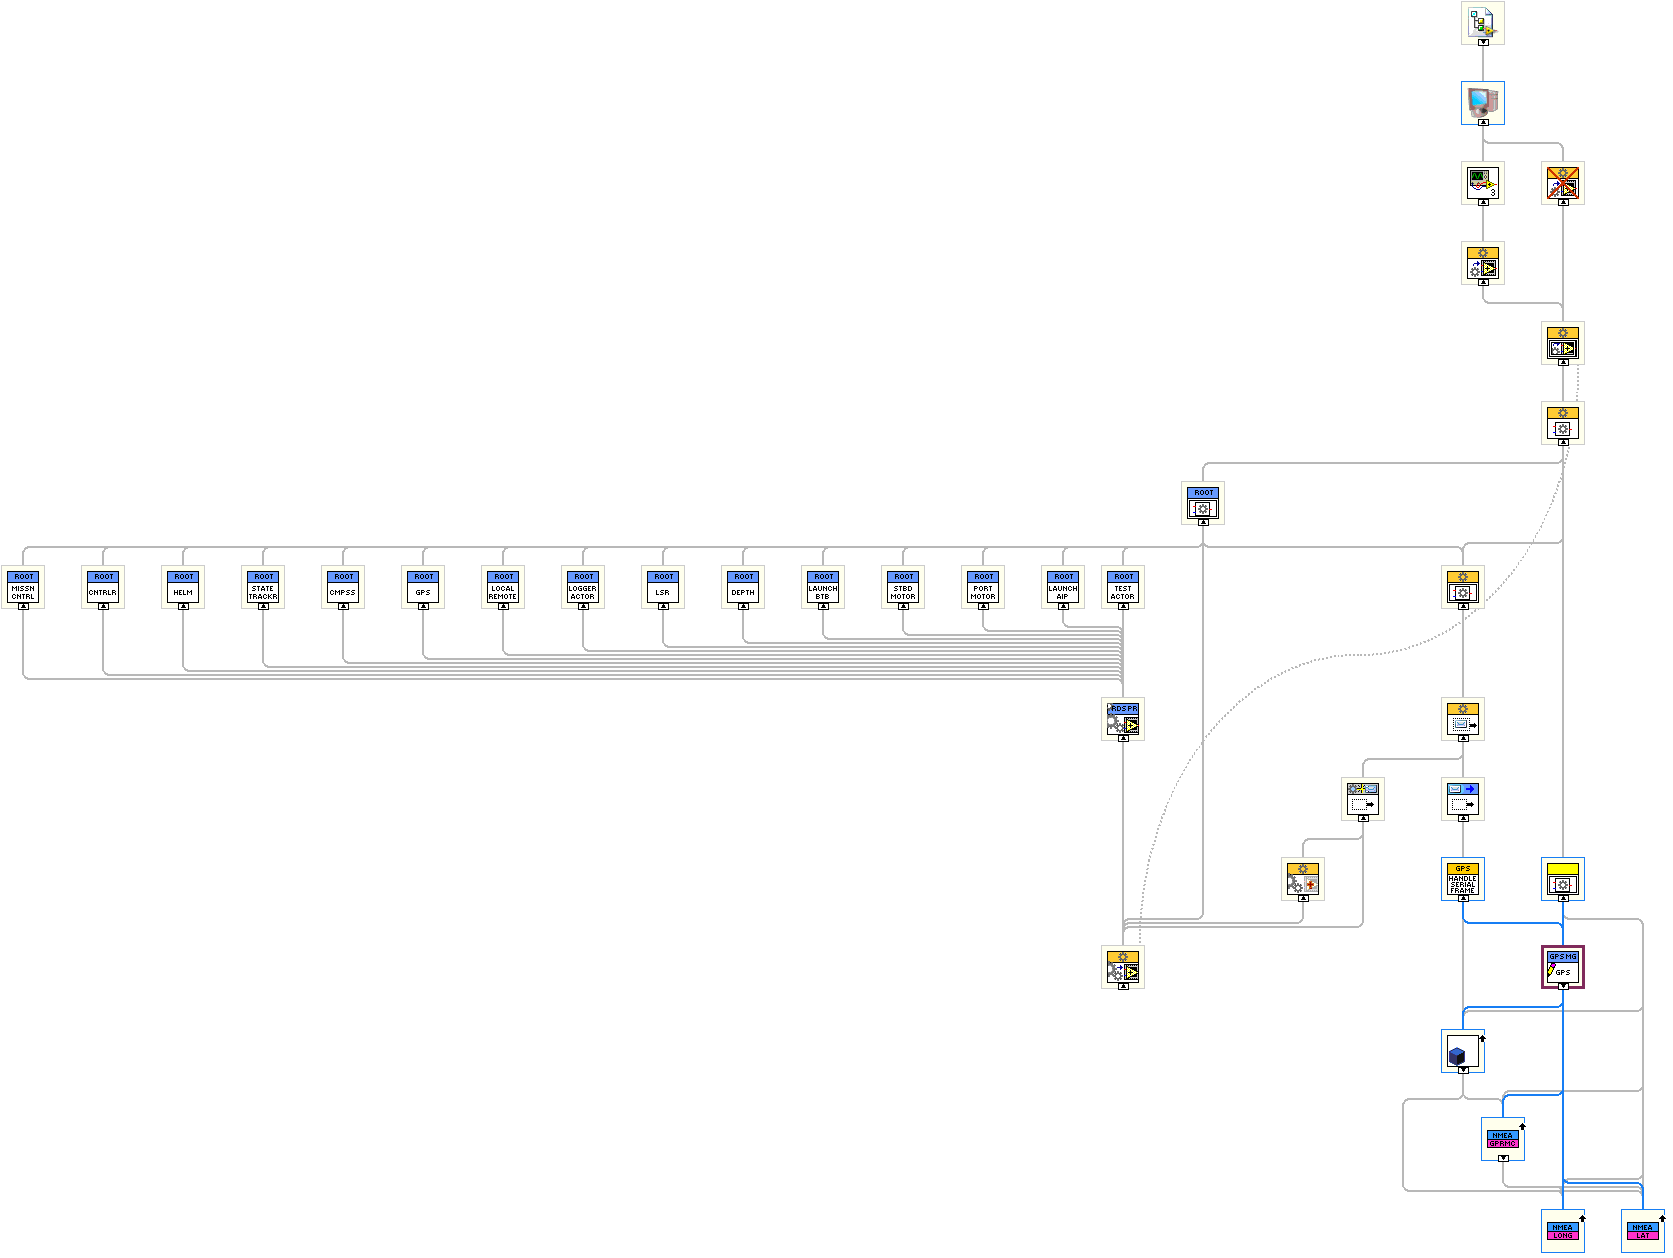 3
ROOT
ROOT
MISSN
CNTRL
ROOT
CNTRLR
ROOT
HELM
ROOT
STATE
TRACKR
ROOT
CMPSS
ROOT
GPS
ROOT
LOCAL
REMOTE
ROOT
LOGGER
ACTOR
ROOT
LSR
ROOT
DEPTH
ROOT
LAUNCH
BTB
ROOT
STBD
MOTOR
ROOT
PORT
MOTOR
ROOT
LAUNCH
AIP
ROOT
TEST
ACTOR
RDSPR
GPS
HANDLE
SERIAL
FRAME
GPS MG
GPS
NMEA
GPRMC
NMEA
LONG
NMEA
LAT